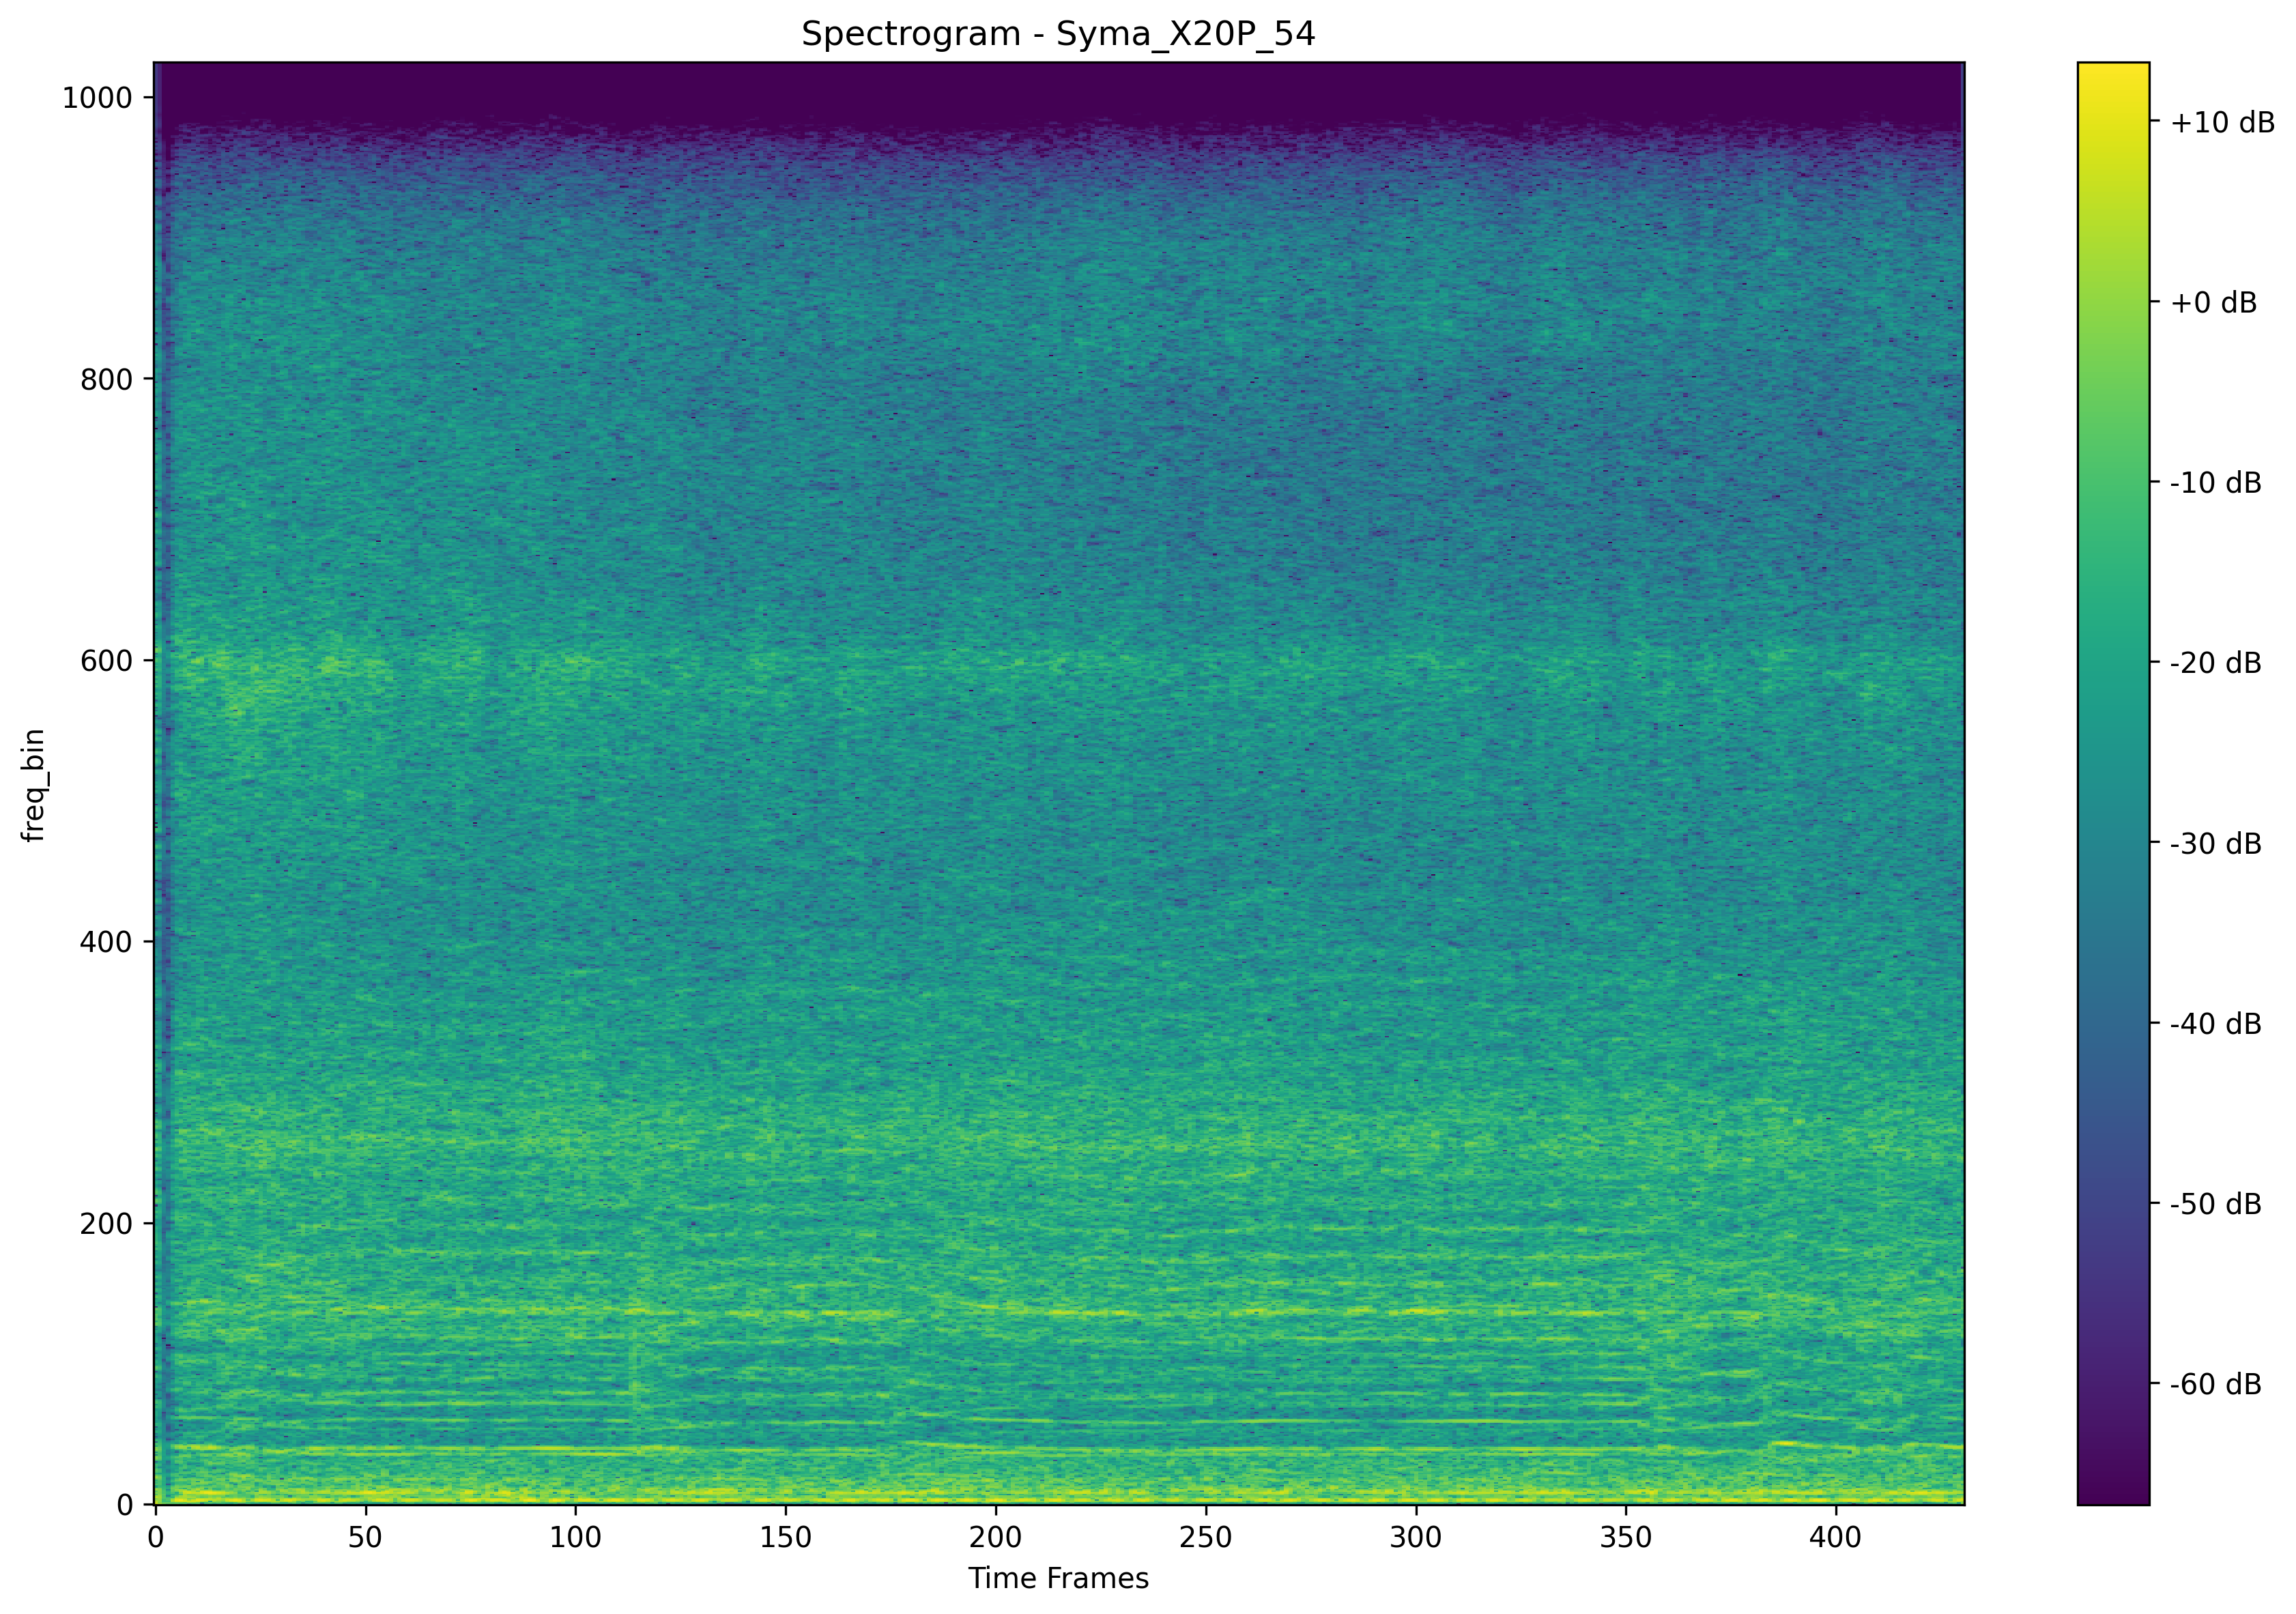 Spectrogram - Syma_X20P_54
1000
800
600
400
200
0
freq_bin
0 50 100 150 200 250 300 350 400
Time Frames
+10 dB
+0 dB
-10 dB
-20 dB
-30 dB
-40 dB
-50 dB
-60 dB